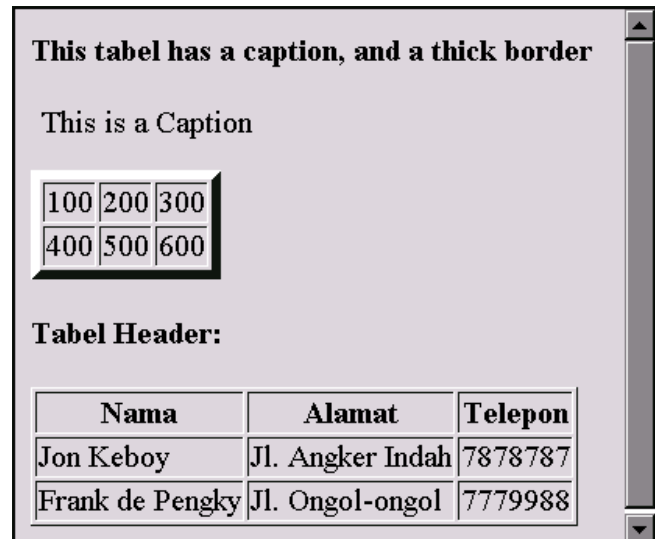 This tabel has a caption, and a thick border
This is a Caption
100 200 300
400 500 600
Tabel Header:
Nama Alamat Telepon
Jon Keboy Jl. Angker Indah 7878787
Frank de Pengky Jl. Ongol-ongol 7779988